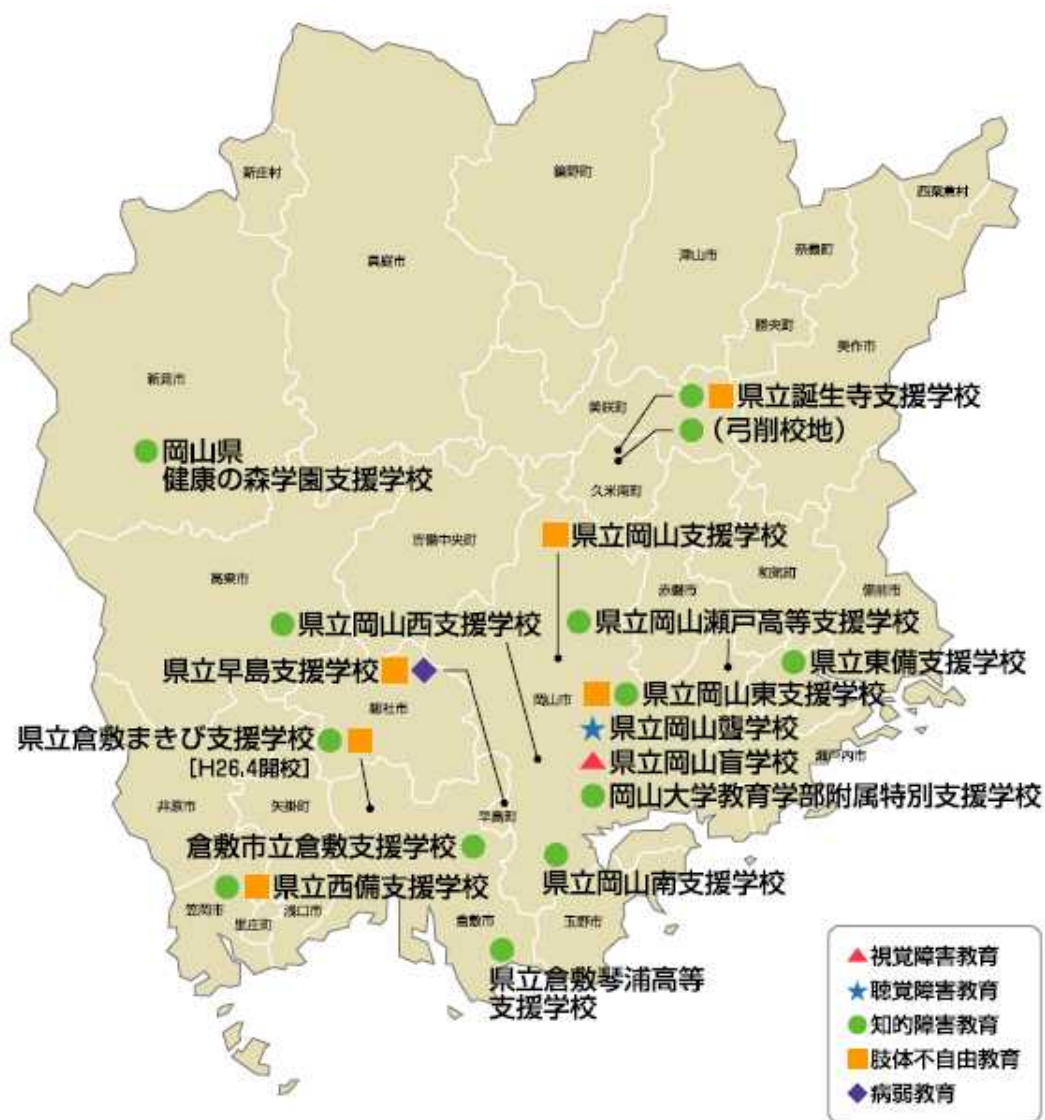 新庄村
鏡野町
西粟倉村
真庭市
津山市
奈義町
勝央町
美作市
新見市
美咲町
県立誕生寺支援学校
(弓削校地)
岡山県
健康の森学園支援学校
久米南町
県立岡山支援学校
吉備中央町
和気町
高梁市
赤磐市
備前市
県立岡山西支援学校
県立岡山瀬戸高等支援学校
県立早島支援学校
県立東備支援学校
岡山市
県立岡山東支援学校
総社市
県立岡山聾学校
県立倉敷まきび支援学校
[H26.4開校]
県立岡山盲学校
瀬戸内市
岡山大学教育学部附属特別支援学校
井原市
矢掛町
早島町
倉敷市立倉敷支援学校
県立岡山南支援学校
県立西備支援学校
笠岡市
里庄町
浅口市
倉敷市
玉野市
県立倉敷琴浦高等
支援学校
視覚障害教育
聴覚障害教育
知的障害教育
肢体不自由教育
病弱教育